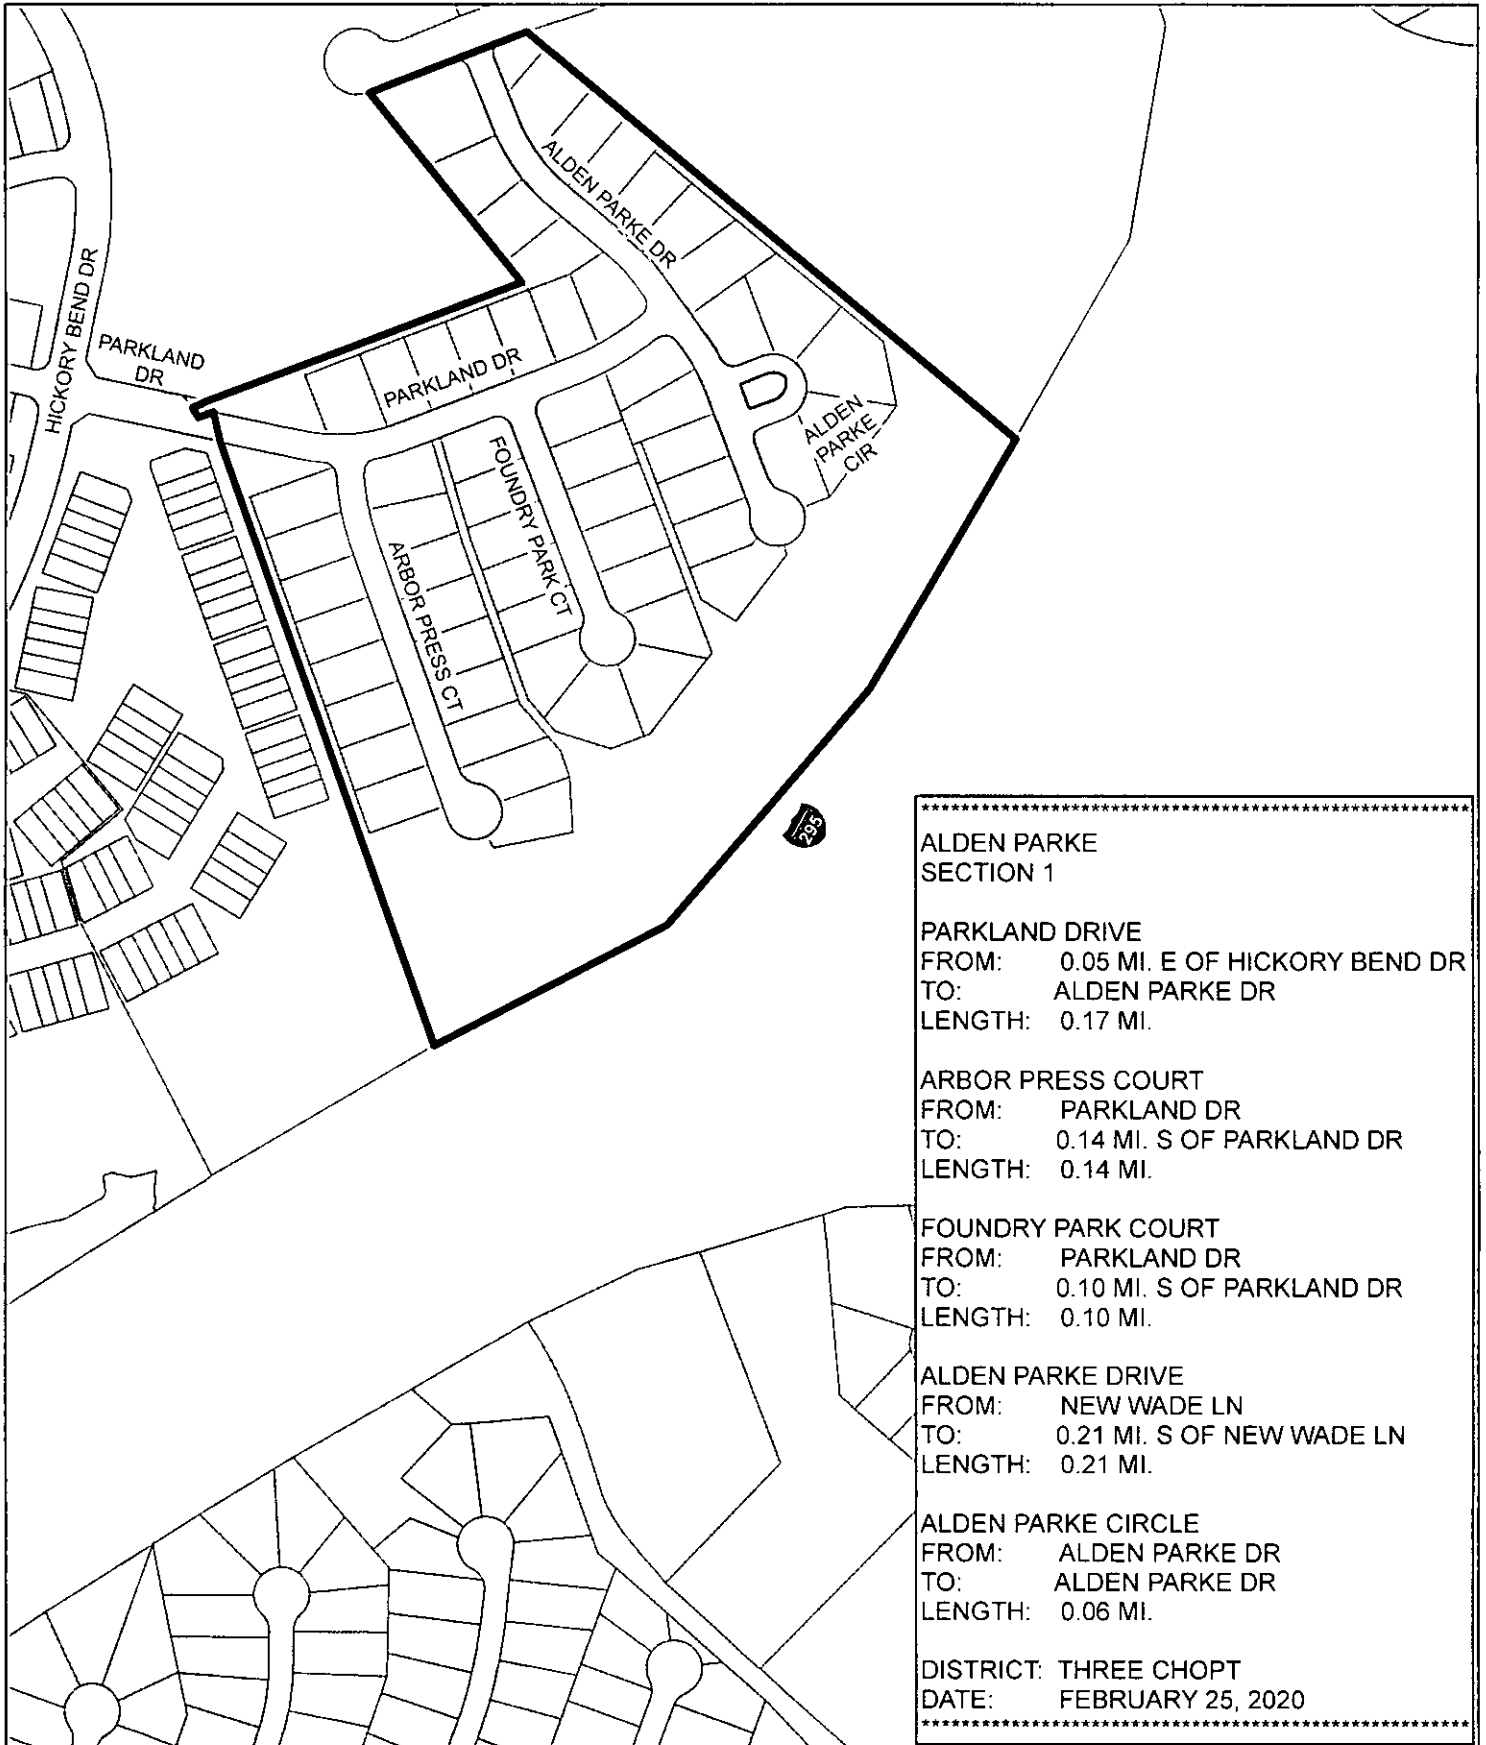 HICKORY BEND DR
PARKLAND
DR
PARKLAND DR
ALDEN PARKE DR
ALDEN
PARKE
CIR
FOUNDRY PARK CT
ARBOR PRESS CT
295
****************************************************************************
ALDEN PARKE
SECTION 1
PARKLAND DRIVE
FROM: 0.05 MI. E OF HICKORY BEND DR
TO: ALDEN PARKE DR
LENGTH: 0.17 MI.
ARBOR PRESS COURT
FROM: PARKLAND DR
TO: 0.14 MI. S OF PARKLAND DR
LENGTH: 0.14 MI.
FOUNDRY PARK COURT
FROM: PARKLAND DR
TO: 0.10 MI. S OF PARKLAND DR
LENGTH: 0.10 MI.
ALDEN PARKE DRIVE
FROM: NEW WADE LN
TO: 0.21 MI. S OF NEW WADE LN
LENGTH: 0.21 MI.
ALDEN PARKE CIRCLE
FROM: ALDEN PARKE DR
TO: ALDEN PARKE DR
LENGTH: 0.06 MI.
DISTRICT: THREE CHOPT
DATE: FEBRUARY 25, 2020
****************************************************************************